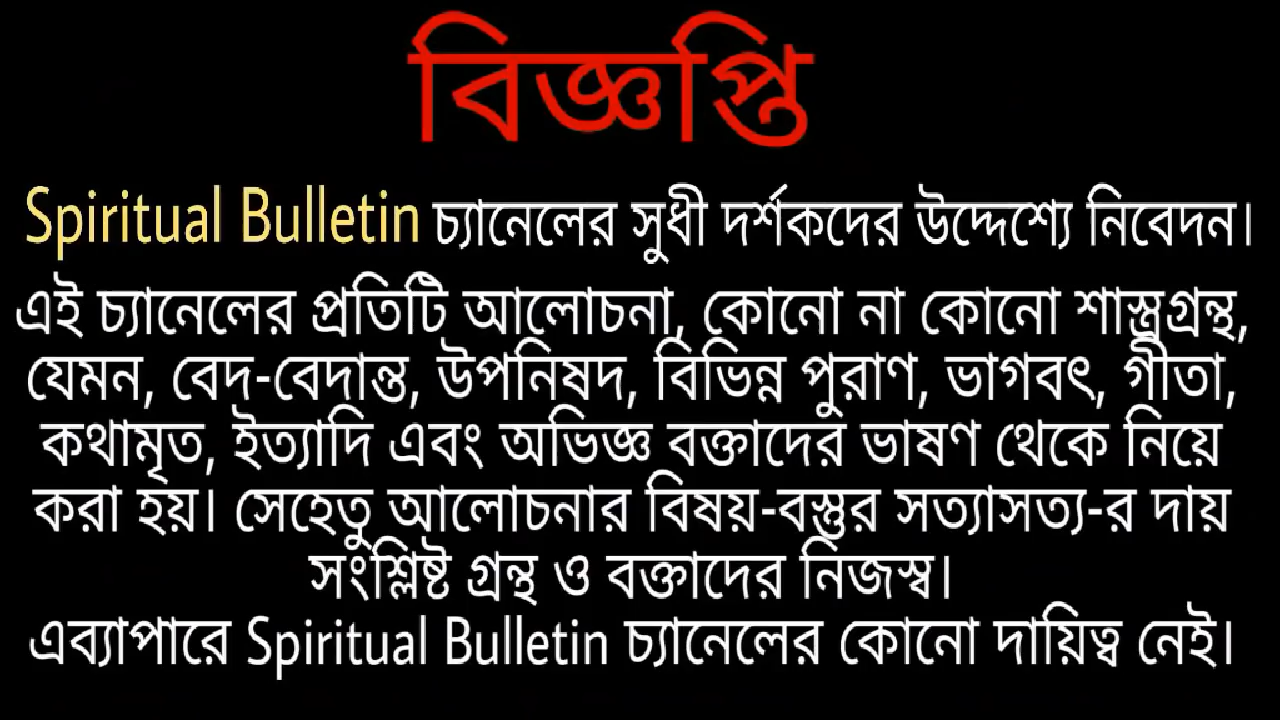 বিজ্ঞপ্তি
Spiritual Bulletin চ্যানেলের সুধী দর্শকদের উদ্দেশ্যে নিবেদন।
এই চ্যানেলের প্রতিটি আলোচনা, কোনো না কোনো শাস্ত্রগ্রন্থ,
যেমন, বেদ-বেদান্ত, উপনিষদ, বিভিন্ন পুরাণ, ভাগবৎ, গীতা,
কথামৃত, ইত্যাদি এবং অভিজ্ঞ বক্তাদের ভাষণ থেকে নিয়ে
করা হয়। সেহেতু আলোচনার বিষয়-বস্তুর সত্যাসত্য-র দায়
সংশ্লিষ্ট গ্রন্থ ও বক্তাদের নিজস্ব।
এব্যাপারে Spiritual Bulletin চ্যানেলের কোনো দায়িত্ব নেই।